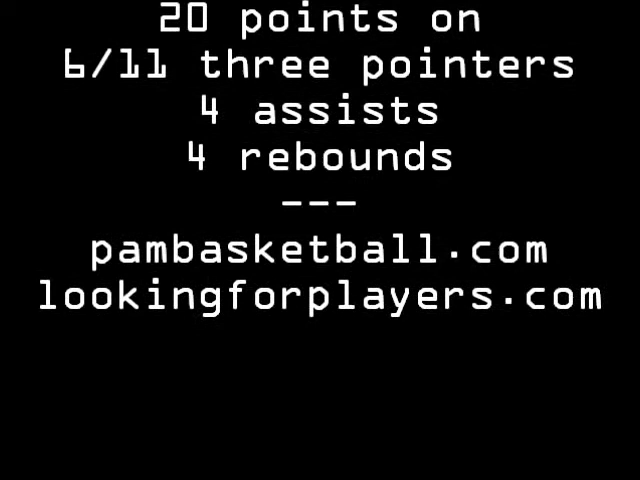 20 points on
6/11 three pointers
4 assists
4 rebounds
---
pambasketball.com
lookingforplayers.com